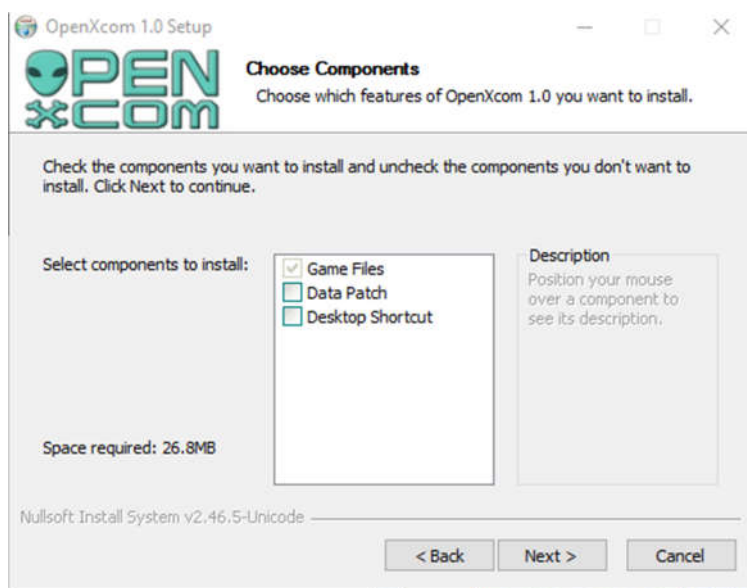 OpenXcom 1.0 Setup
OPEN
XCOM
Choose Components
Choose which features of OpenXcom 1.0 you want to install.
Check the components you want to install and uncheck the components you don't want to
install. Click Next to continue.
Select components to install:
Game Files
Data Patch
Desktop Shortcut
Description
Position your mouse
over a component to
see its description.
Space required: 26.8MB
Nullsoft Install System v2.46.5-Unicode
< Back
Next >
Cancel